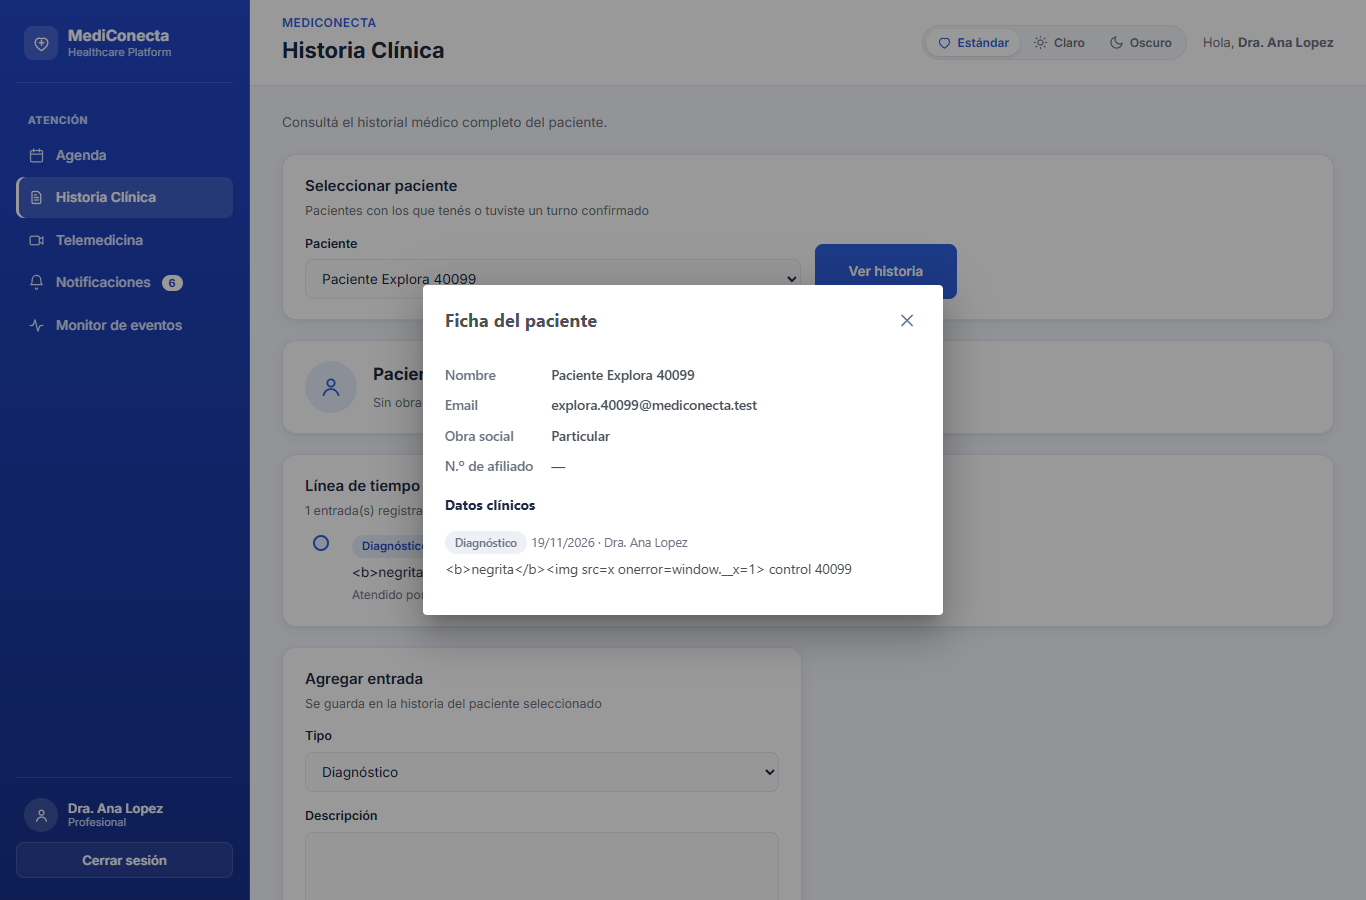 MediConecta
Healthcare Platform
ATENCIÓN
Agenda
Historia Clínica
Telemedicina
Notificaciones 6
Monitor de eventos
Dra. Ana Lopez
Profesional
Cerrar sesión
MEDICONECTA
Historia Clínica
Estándar
Claro
Oscuro
Hola, Dra. Ana Lopez
Consultá el historial médico completo del paciente.
Seleccionar paciente
Pacientes con los que tenés o tuviste un turno confirmado
Paciente
Paciente Explora 40099
Ver historia
Sin obra
Línea de tiempo
1 entrada(s)
Diagnóstico
<b>negrita
Atendido por
Ficha del paciente
Nombre Paciente Explora 40099
Email explora.40099@mediconecta.test
Obra social Particular
N.º de afiliado —
Datos clínicos
Diagnóstico 19/11/2026 · Dra. Ana Lopez
<b>negrita</b><img src=x onerror=window.__x=1> control 40099
Agregar entrada
Se guarda en la historia del paciente seleccionado
Tipo
Diagnóstico
Descripción